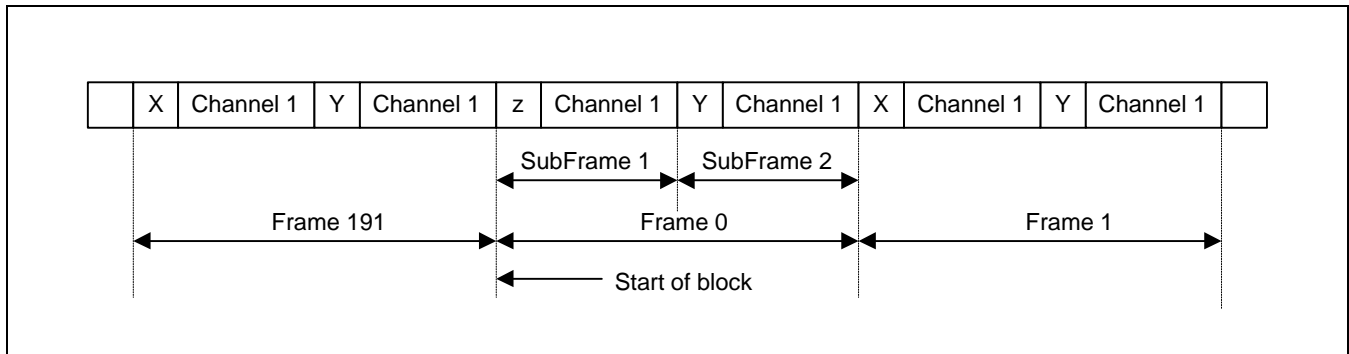 X Channel 1 Y Channel 1 z Channel 1 Y Channel 1 X Channel 1 Y Channel 1
SubFrame 1 SubFrame 2
Frame 191 Frame 0 Frame 1
Start of block